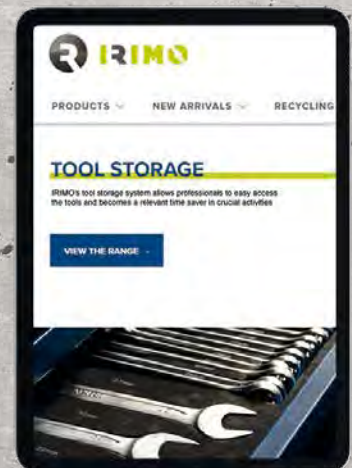 IRIMO
PRODUCTS NEW ARRIVALS RECYCLING
TOOL STORAGE
IRIMO's tool storage system allows professionals to easy access
the tools and becomes a relevant time saver in crucial activities
VIEW THE RANGE